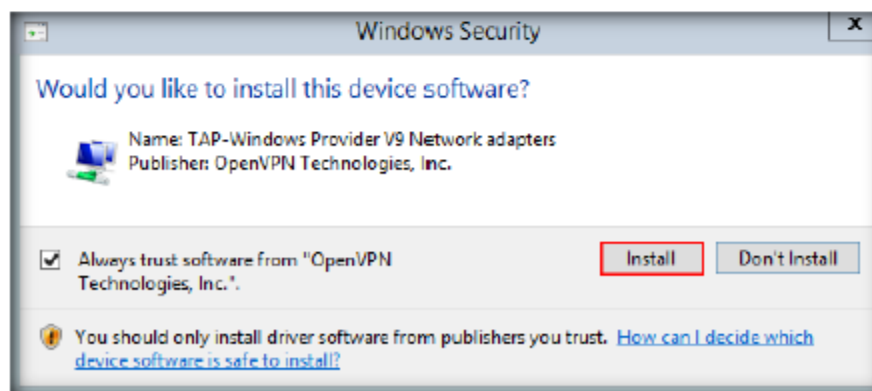 Windows Security
x
Would you like to install this device software?
Name: TAP-Windows Provider V9 Network adapters
Publisher: OpenVPN Technologies, Inc.
Always trust software from "OpenVPN
Technologies, Inc.".
Install
Don't Install
You should only install driver software from publishers you trust. How can I decide which
device software is safe to install?